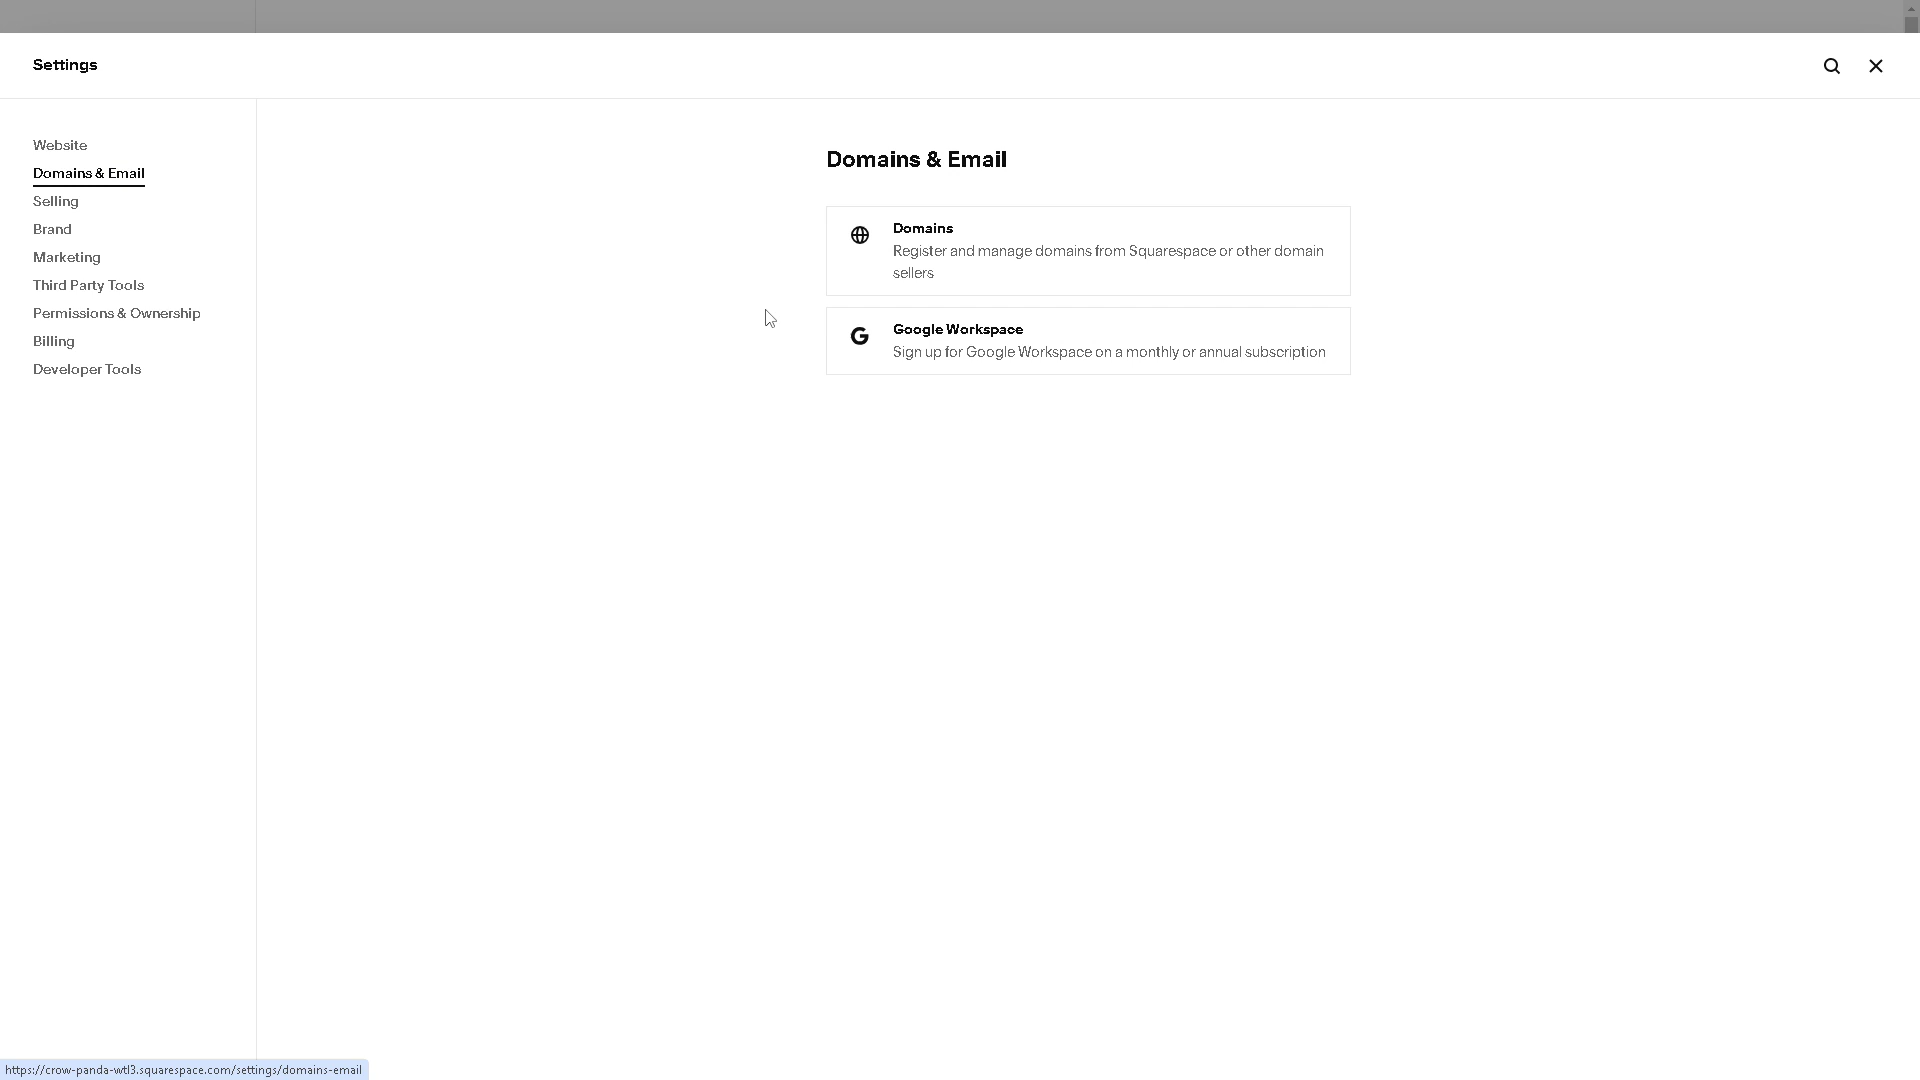 Settings
Website
Domains & Email
Selling
Brand
Marketing
Third Party Tools
Permissions & Ownership
Billing
Developer Tools
Domains & Email
Domains
Register and manage domains from Squarespace or other domain
sellers
Google Workspace
Sign up for Google Workspace on a monthly or annual subscription
https://crow-panda-wtl3.squarespace.com/settings/domains-email